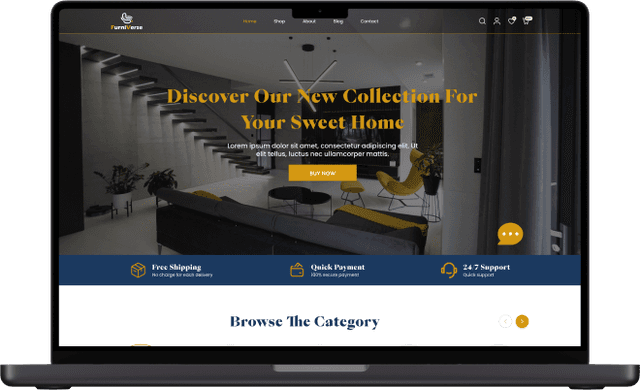 FurniVerse
Home Shop About Blog Contact
Discover Our New Collection For
Your Sweet Home
Lorem ipsum dolor sit amet, consectetur adipiscing elit. Ut
elit tellus, luctus nec ullamcorper mattis.
BUY NOW
Free Shipping
No charge for each delivery
Quick Payment
100% secure payment
24/7 Support
Quick support
Browse The Category